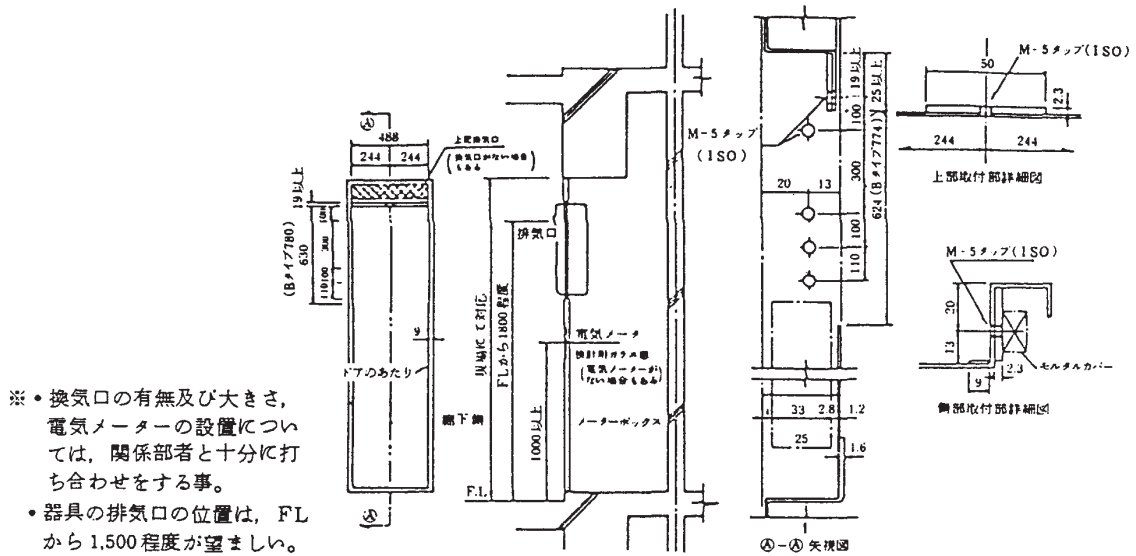 Ⓐ
488
244 244
上記換気口
(換気口がない場合
もある)
19以上
100
300
110100
630
(Bタイプ780)
9
ドアのあたり
Ⓐ
※・換気口の有無及び大きさ,
電気メーターの設置につい
ては, 関係部者と十分に打
ち合わせをする事。
・器具の排気口の位置は, FL
から1,500程度が望ましい。
排気口
現場にて対応
FLから1800程度
1000以上
電気メータ
検針用ガラス窓
(電気メーターが
ない場合もある)
廊下側
メーターボックス
F.L
M-5タップ
(ISO)
19以上
25以上
100
300
100
110
624(Bタイプ774)
20 13
33 2.8 1.2
25
1.6
Ⓐ-Ⓐ 矢視図
M-5タップ(ISO)
50
2.3
244 244
上部取付部詳細図
M-5タップ(ISO)
20
13
9
2.3
モルタルカバー
側部取付部詳細図